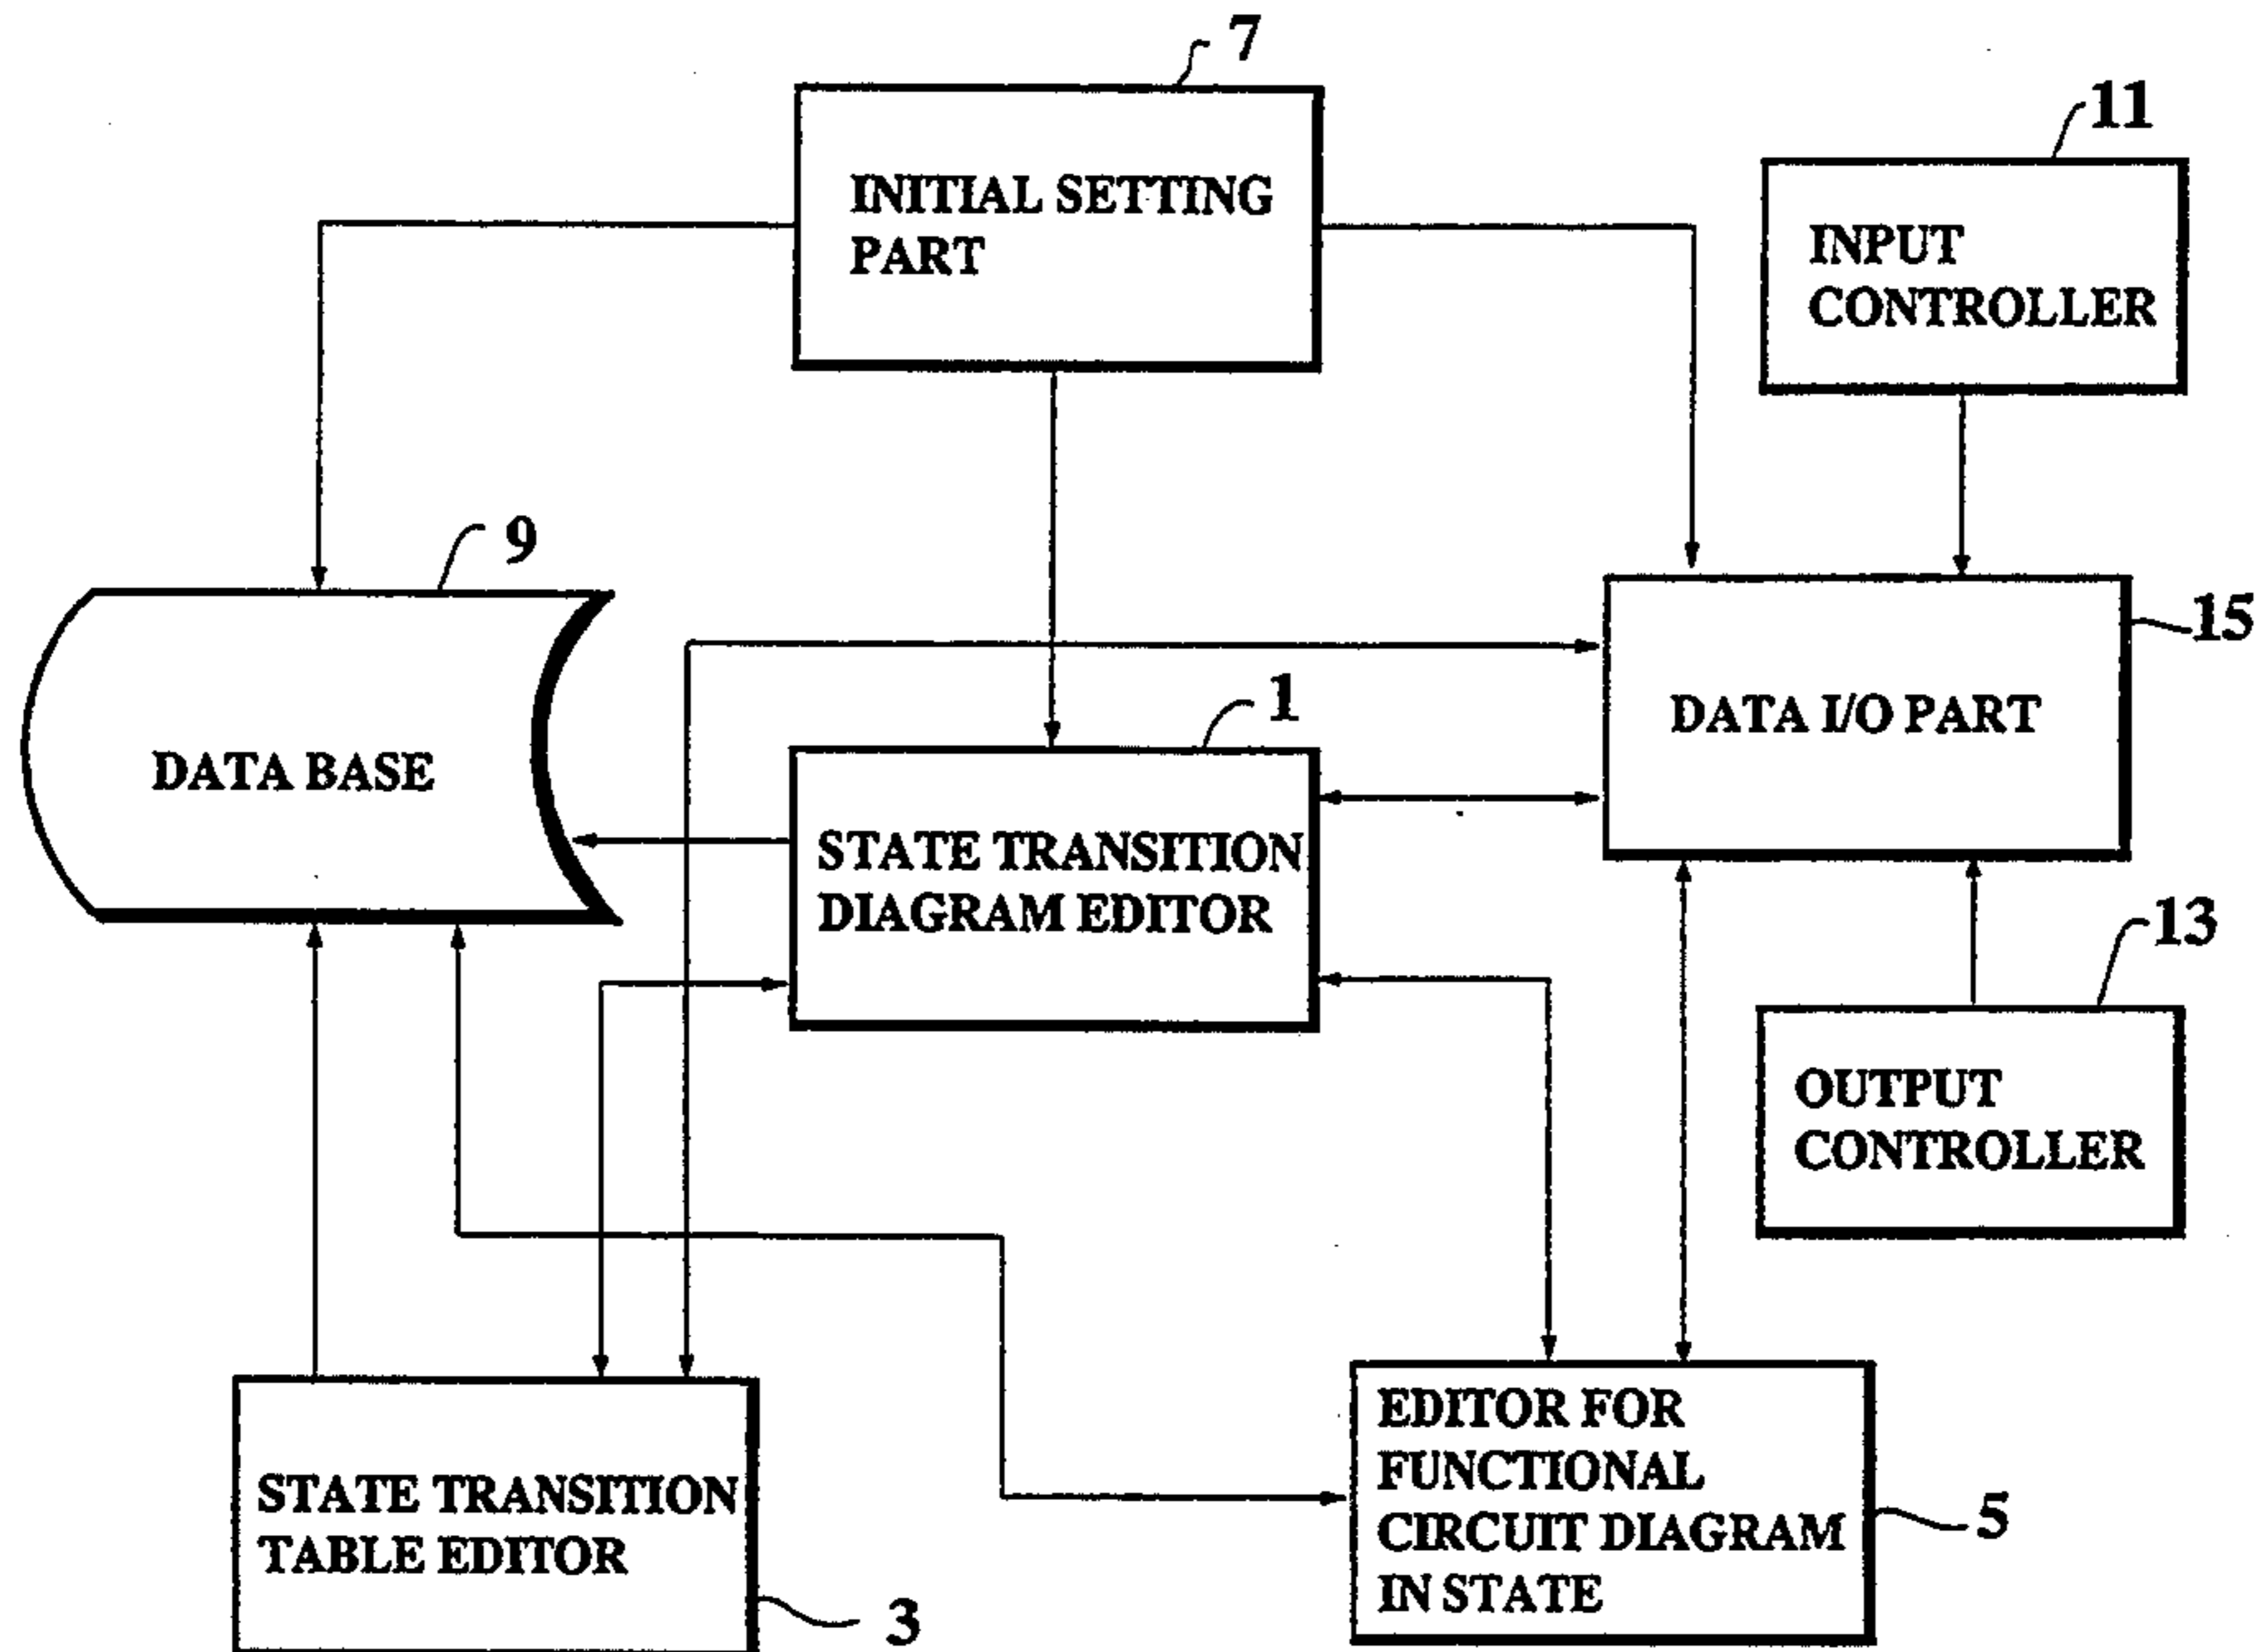 7
INITIAL SETTING
PART
11
INPUT
CONTROLLER
9
DATA BASE
1
STATE TRANSITION
DIAGRAM EDITOR
15
DATA I/O PART
13
OUTPUT
CONTROLLER
STATE TRANSITION
TABLE EDITOR
3
EDITOR FOR
FUNCTIONAL
CIRCUIT DIAGRAM
IN STATE
5